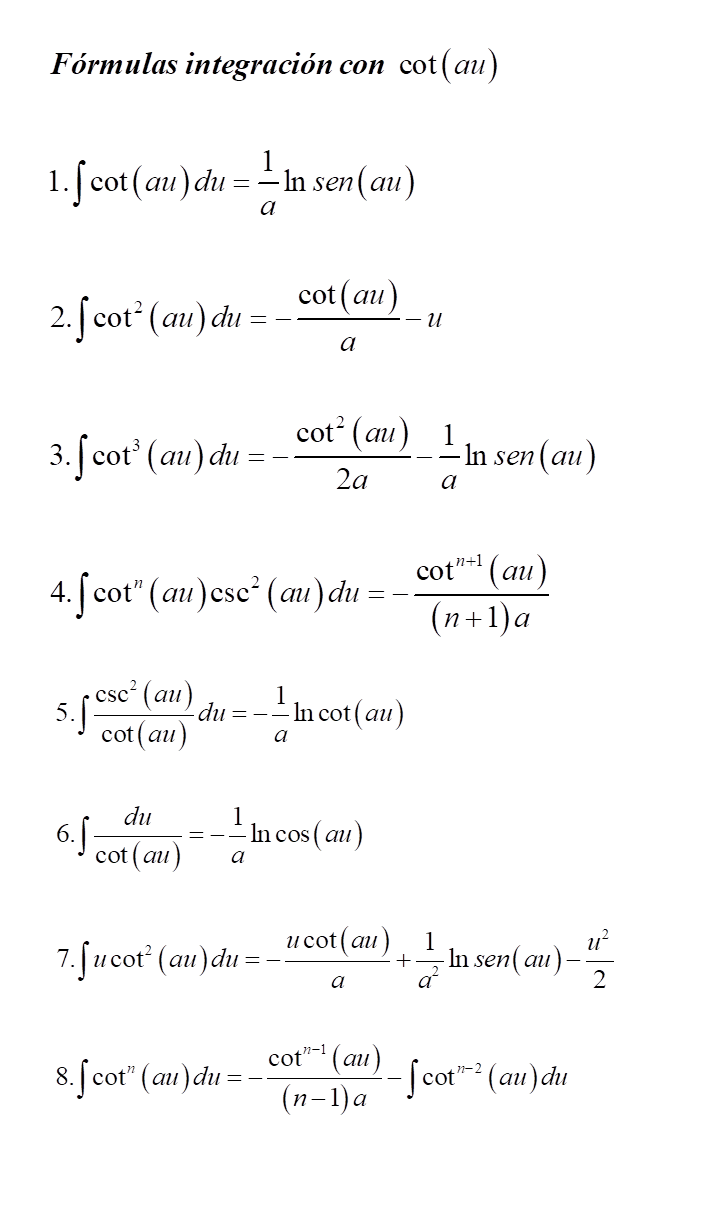 Fórmulas integración con cot(au)
1. ∫ cot(au) du = 1/a ln sen(au)
2. ∫ cot² (au) du = − cot(au)/a − u
3. ∫ cot³ (au) du = − cot² (au)/2a − 1/a ln sen(au)
4. ∫ cotⁿ (au) csc² (au) du = − cotⁿ⁺¹ (au)/(n+1)a
5. ∫ csc² (au)/cot(au) du = − 1/a ln cot(au)
6. ∫ du/cot(au) = − 1/a ln cos(au)
7. ∫ u cot² (au) du = − u cot(au)/a + 1/a² ln sen(au) − u²/2
8. ∫ cotⁿ (au) du = − cotⁿ⁻¹ (au)/(n−1)a − ∫ cotⁿ⁻² (au) du